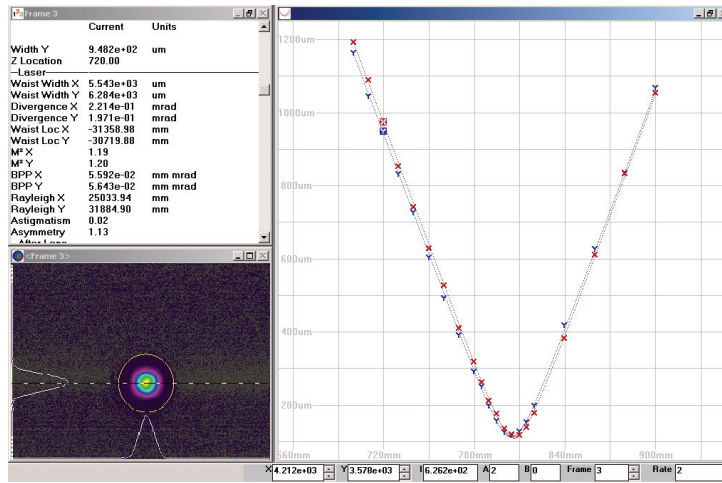 Frame 3
Current Units
Width Y 9.482e+02 um
Z Location 720.00
Laser
Waist Width X 5.543e+03 um
Waist Width Y 6.284e+03 um
Divergence X 2.214e-01 mrad
Divergence Y 1.971e-01 mrad
Waist Loc X -31358.98 mm
Waist Loc Y -30719.88 mm
M² X 1.19
M² Y 1.20
BPP X 5.592e-02 mm mrad
BPP Y 5.643e-02 mm mrad
Rayleigh X 25033.94 mm
Rayleigh Y 31884.90 mm
Astigmatism 0.02
Asymmetry 1.13
After Lens
<Frame 3>
1200um
1000um
800um
600um
400um
200um
660mm 720mm 840mm 900mm
X 4.212e+03 Y 3.578e+03 I 6.262e+02 A 2 B 0 Frame 3 Rate 2